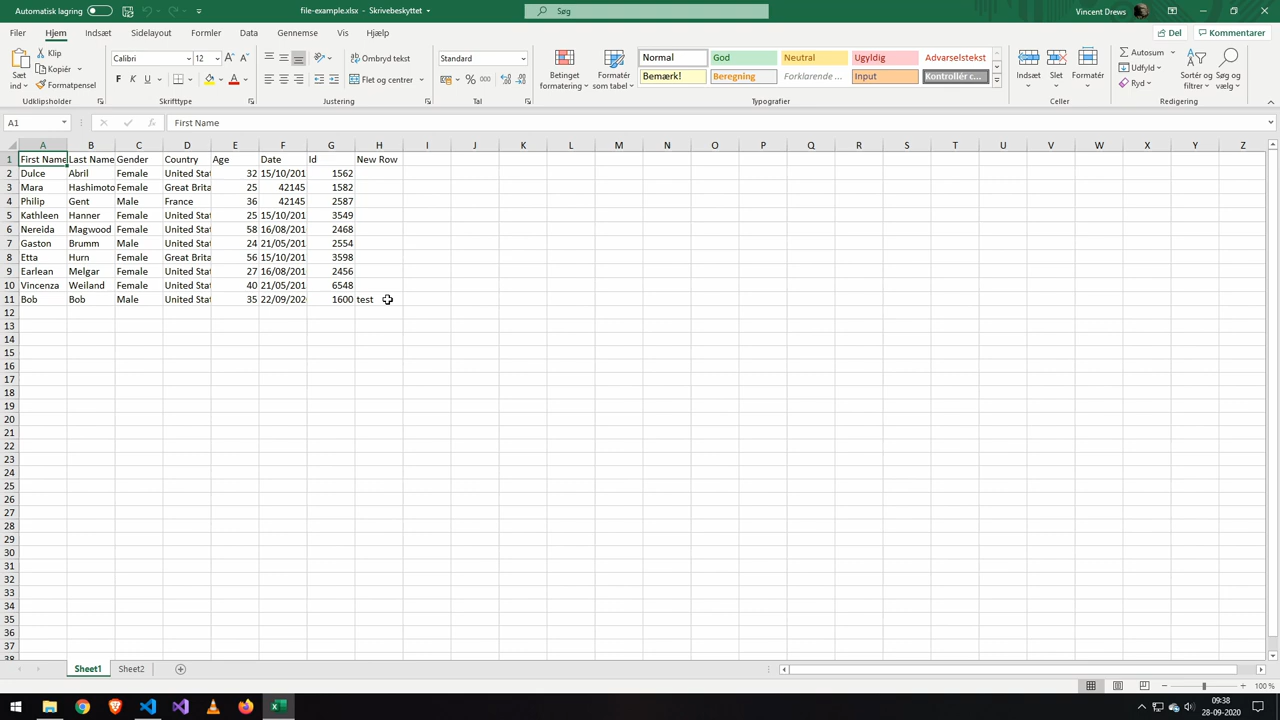 Automatisk lagring
file-example.xlsx - Skrivebeskyttet
Søg
Vincent Drews
Filer Hjem Indsæt Sidelayout Formler Data Gennemse Vis Hjælp
Del Kommentarer
Sæt ind
Klip
Kopiér
Formatpensel
Calibri 12
F K U
Ombryd tekst
Flet og centrer
Standard
Betinget formatering
Formatér som tabel
Normal God Neutral Ugyldig Advarselstekst
Bemærk! Beregning Forklarende ... Input Kontrollér c...
Indsæt Slet Formatér
Autosum
Udfyld
Ryd
Sortér og filtrer
Søg og vælg
Udklipsholder Skrifttype Justering Tal Typografier Celler Redigering
A1 fx First Name
A B C D E F G H I J K L M N O P Q R S T U V W X Y Z
1 First Name Last Name Gender Country Age Date Id New Row
2 Dulce Abril Female United Stat 32 15/10/201 1562
3 Mara Hashimoto Female Great Brita 25 42145 1582
4 Philip Gent Male France 36 42145 2587
5 Kathleen Hanner Female United Stat 25 15/10/201 3549
6 Nereida Magwood Female United Stat 58 16/08/201 2468
7 Gaston Brumm Male United Stat 24 21/05/201 2554
8 Etta Hurn Female Great Brita 56 15/10/201 3598
9 Earlean Melgar Female United Stat 27 16/08/201 2456
10 Vincenza Weiland Female United Stat 40 21/05/201 6548
11 Bob Bob Male United Stat 35 22/09/202 1600 test
12
13
14
15
16
17
18
19
20
21
22
23
24
25
26
27
28
29
30
31
32
33
34
35
36
37
38
Sheet1 Sheet2
100 %
09:38
28-09-2020